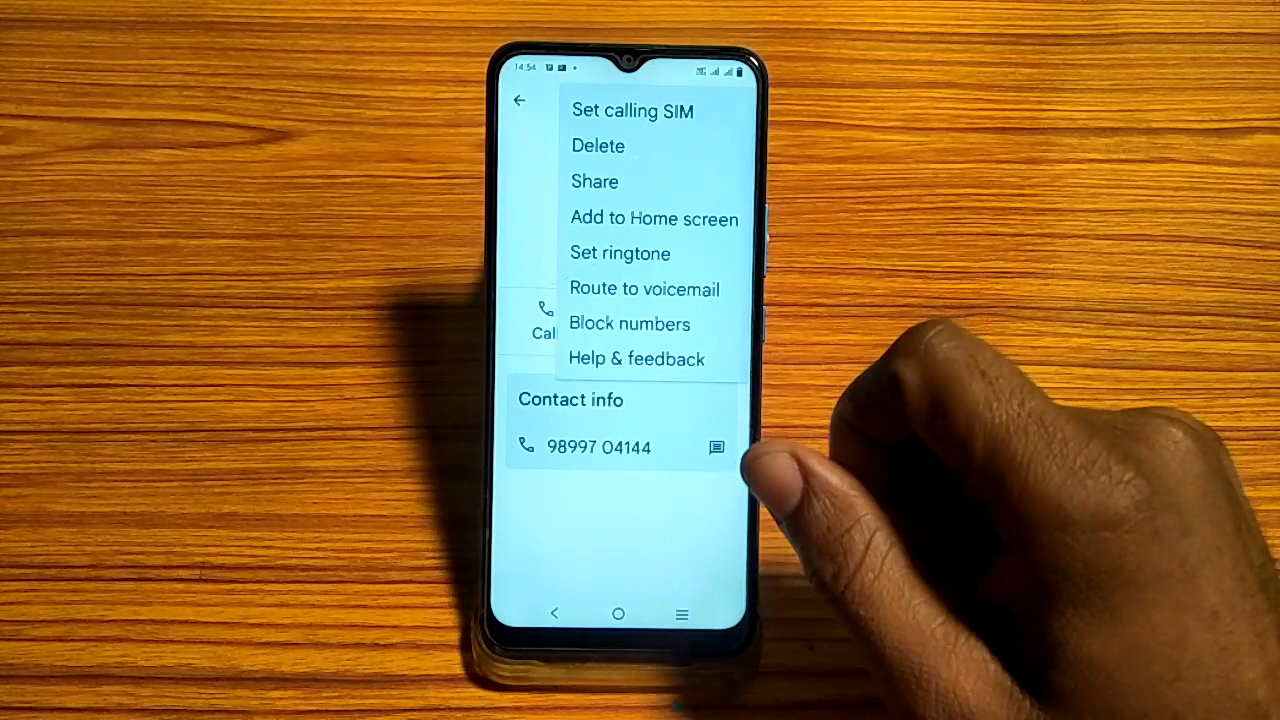 14:54
Set calling SIM
Delete
Share
Add to Home screen
Set ringtone
Route to voicemail
Block numbers
Help & feedback
Call
Contact info
98997 04144